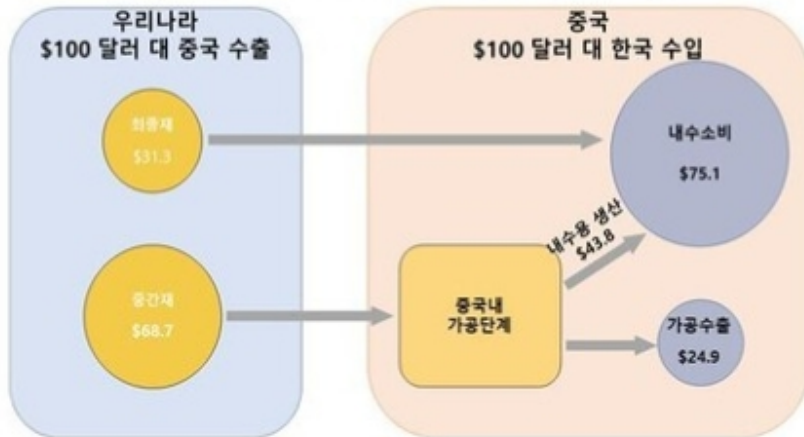 우리나라
$100 달러 대 중국 수출
중국
$100 달러 대 한국 수입
최종재
$31.3
내수소비
$75.1
내수용 생산
$43.8
중간재
$68.7
중국내
가공단계
가공수출
$24.9